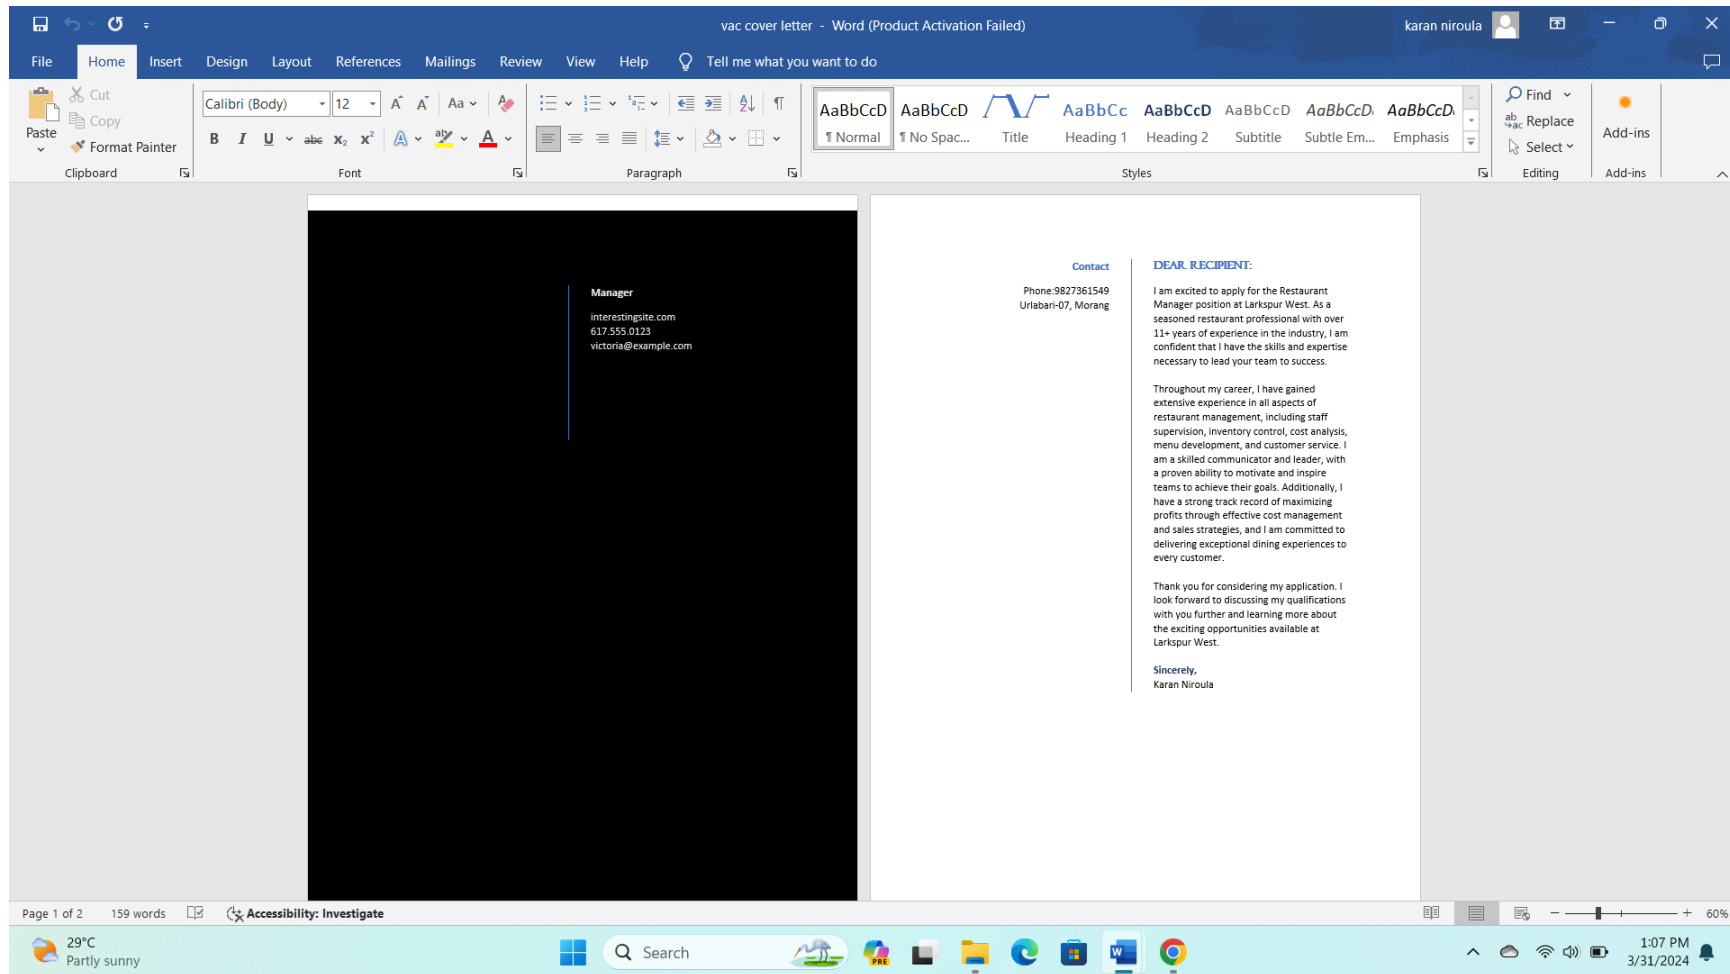 vac cover letter - Word (Product Activation Failed)
karan niroula
File Home Insert Design Layout References Mailings Review View Help Tell me what you want to do
Paste
Cut
Copy
Format Painter
Clipboard
Calibri (Body) 12
Font
Paragraph
AaBbCcD AaBbCcD AaBbCc AaBbCcD AaBbCcD AaBbCcD AaBbCcD
¶ Normal ¶ No Spac... Title Heading 1 Heading 2 Subtitle Subtle Em... Emphasis
Styles
Find
Replace
Select
Editing
Add-ins
Add-ins
Manager
interestingsite.com
617.555.0123
victoria@example.com
Contact
Phone:9827361549
Urlabari-07, Morang
DEAR RECIPIENT:
I am excited to apply for the Restaurant
Manager position at Larkspur West. As a
seasoned restaurant professional with over
11+ years of experience in the industry, I am
confident that I have the skills and expertise
necessary to lead your team to success.
Throughout my career, I have gained
extensive experience in all aspects of
restaurant management, including staff
supervision, inventory control, cost analysis,
menu development, and customer service. I
am a skilled communicator and leader, with
a proven ability to motivate and inspire
teams to achieve their goals. Additionally, I
have a strong track record of maximizing
profits through effective cost management
and sales strategies, and I am committed to
delivering exceptional dining experiences to
every customer.
Thank you for considering my application. I
look forward to discussing my qualifications
with you further and learning more about
the exciting opportunities available at
Larkspur West.
Sincerely,
Karan Niroula
Page 1 of 2 159 words Accessibility: Investigate
60%
29°C
Partly sunny
Search
PRE
1:07 PM
3/31/2024